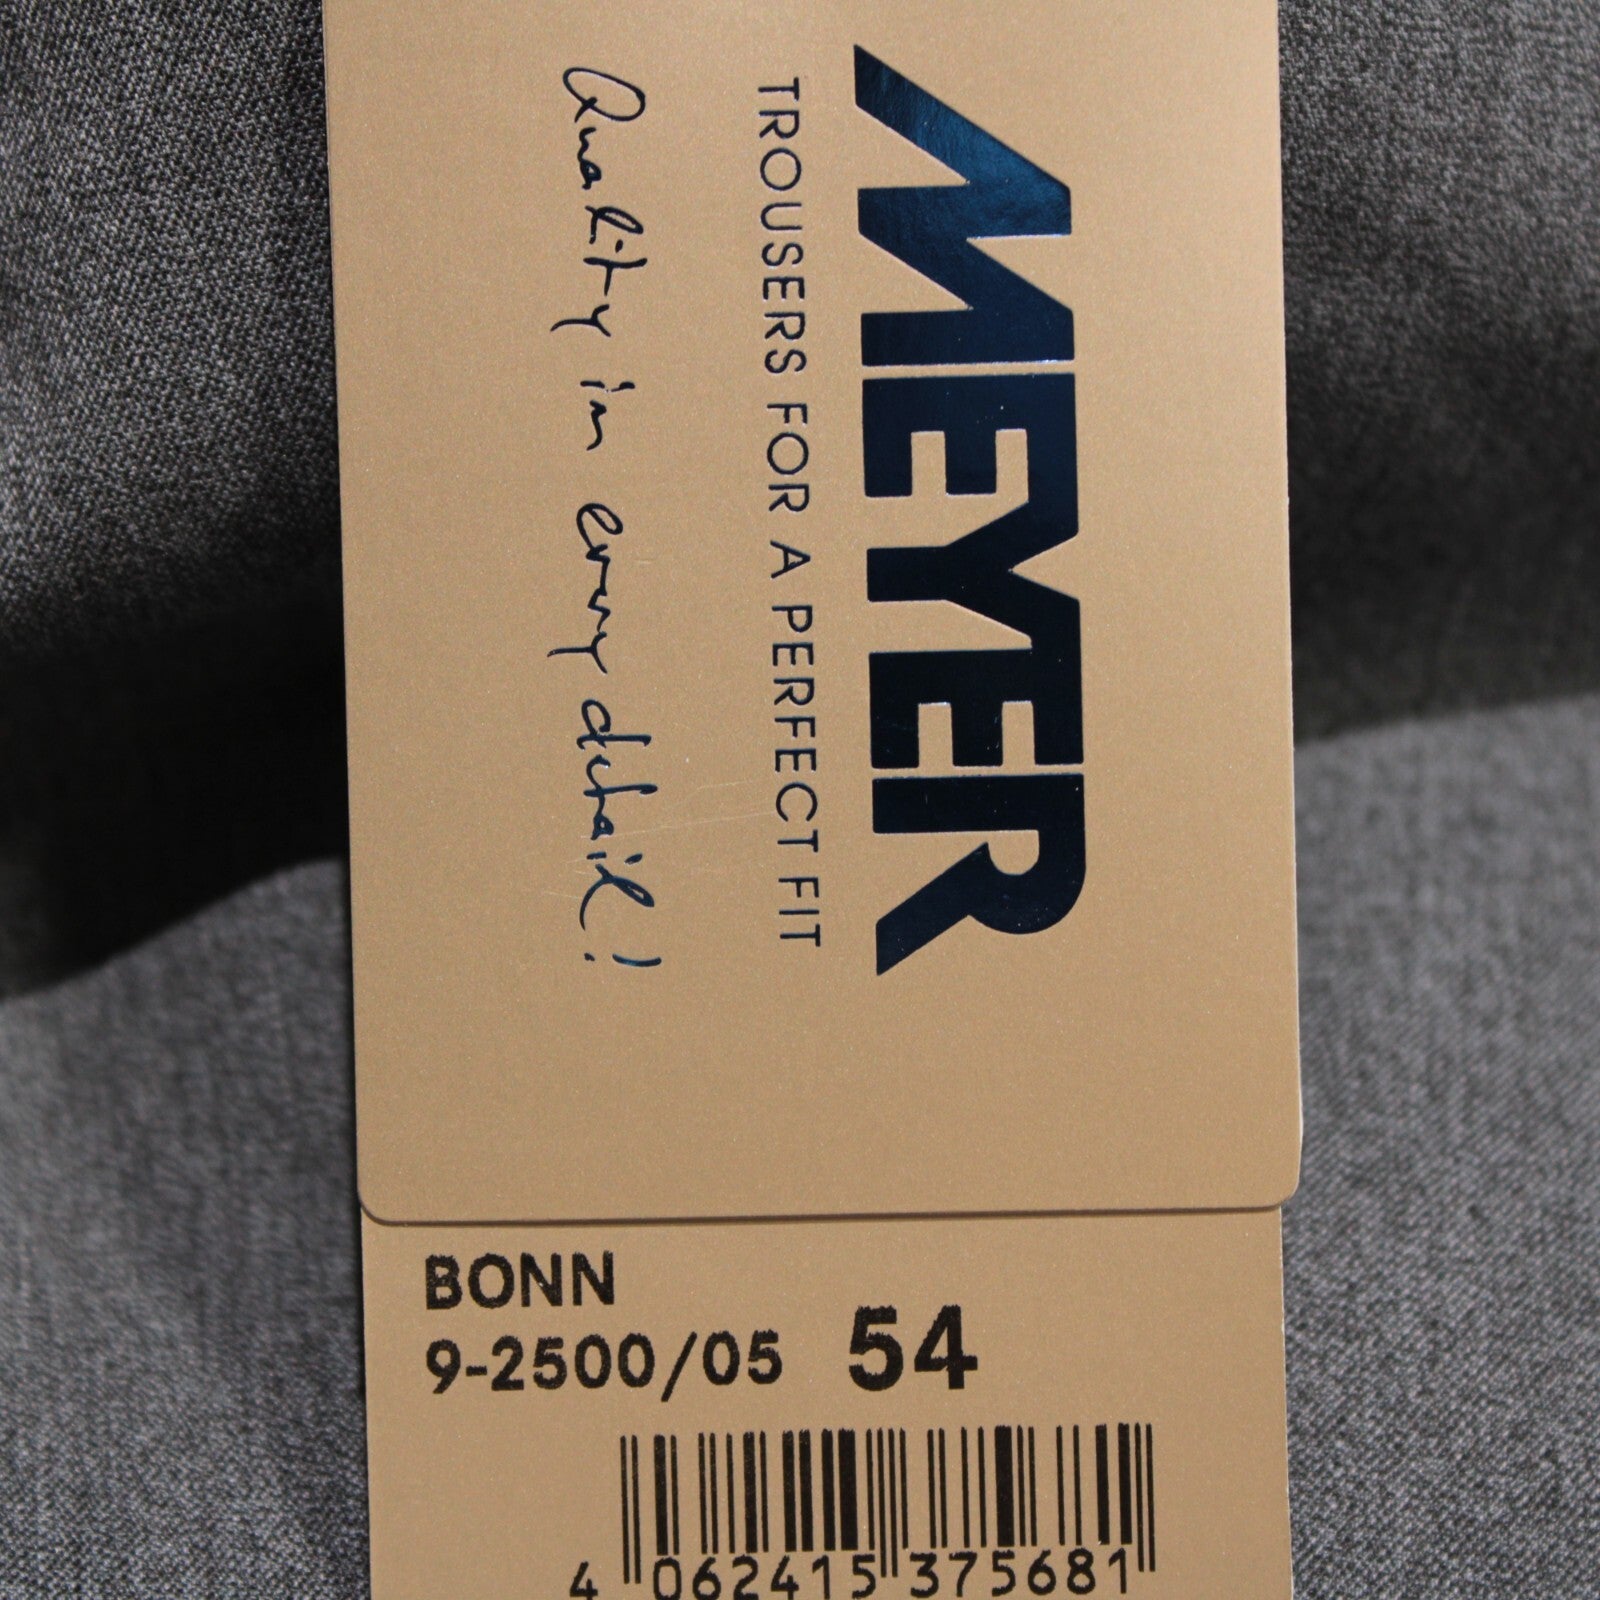 MEYER
TROUSERS FOR A PERFECT FIT
Quality in every detail!
BONN
9-2500/05 54
4 062415 375681